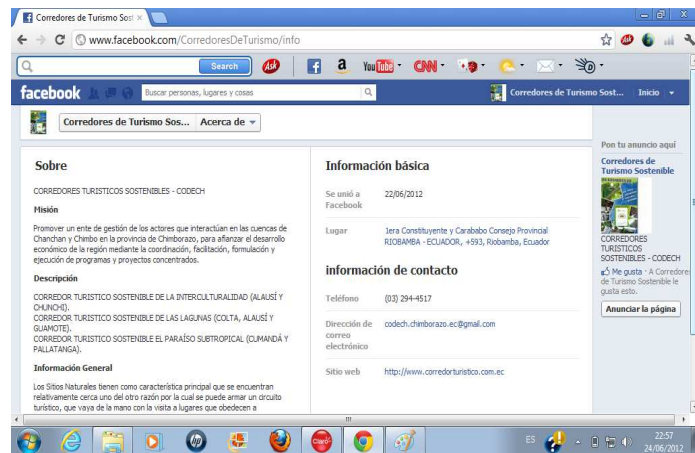 Corredores de Turismo Sost
www.facebook.com/CorredoresDeTurismo/info
Search
Ask
a
YouTube
CNN
facebook
Buscar personas, lugares y cosas
Corredores de Turismo Sost...
Inicio
Corredores de Turismo Sos...
Acerca de
Sobre
CORREDORES TURISTICOS SOSTENIBLES - CODECH
Misión
Promover un ente de gestión de los actores que interactúan en las cuencas de
Chanchan y Chimbo en la provincia de Chimborazo, para afianzar el desarrollo
económico de la región mediante la coordinación, facilitación, formulación y
ejecución de programas y proyectos concentrados.
Descripción
CORREDOR TURISTICO SOSTENIBLE DE LA INTERCULTURALIDAD (ALAUSÍ Y
CHUNCHI).
CORREDOR TURISTICO SOSTENIBLE DE LAS LAGUNAS (COLTA, ALAUSÍ Y
GUAMOTE).
CORREDOR TURISTICO SOSTENIBLE EL PARAÍSO SUBTROPICAL (CUMANDÁ Y
PALLATANGA).
Información General
Los Sitios Naturales tienen como característica principal que se encuentran
relativamente cerca uno del otro razón por la cual se puede armar un circuito
turístico, que vaya de la mano con la visita a lugares que obedecen a
Información básica
Se unió a
Facebook
22/06/2012
Lugar
1era Constituyente y Carababo Consejo Provincial
RIOBAMBA - ECUADOR, +593, Riobamba, Ecuador
información de contacto
Teléfono
(03) 294-4517
Dirección de
correo
electrónico
codech.chimborazo.ec@gmail.com
Sitio web
http://www.corredorturistico.com.ec
Pon tu anuncio aquí
Corredores de
Turismo Sostenible
CORREDORES
TURISTICOS
SOSTENIBLES - CODECH
Me gusta · A Corredores
de Turismo Sostenible le
gusta esto.
Anunciar la página
hp
Claro
ES
22:57
24/06/2012